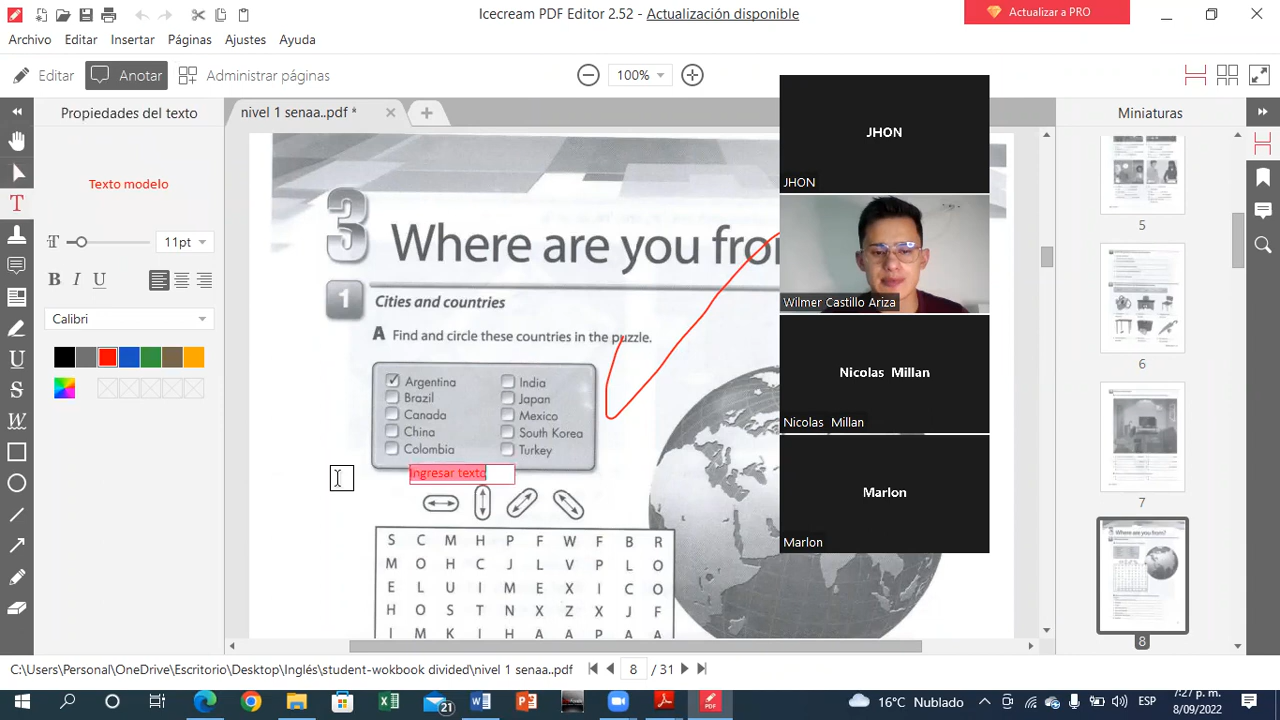 Icecream PDF Editor 2.52 - Actualización disponible
Actualizar a PRO
Archivo Editar Insertar Páginas Ajustes Ayuda
Editar Anotar Administrar páginas
100%
Propiedades del texto
nivel 1 senaa..pdf *
Miniaturas
Texto modelo
11pt
B I U
Calibri
3 Where are you from
1 Cities and countries
A Find and circle these countries in the puzzle.
Argentina India
Brazil Japan
Canada Mexico
China South Korea
Colombia Turkey
Ingresar texto
JHON
JHON
Wilmer Castillo Ariza
Nicolas Millan
Nicolas Millan
Marlon
Marlon
5
6
7
8
C:\Users\Personal\OneDrive\Escritorio\Desktop\Inglés\student-wokbook divided\nivel 1 senaa..pdf
8 / 31
21
16°C Nublado
ESP
7:27 p. m.
8/09/2022